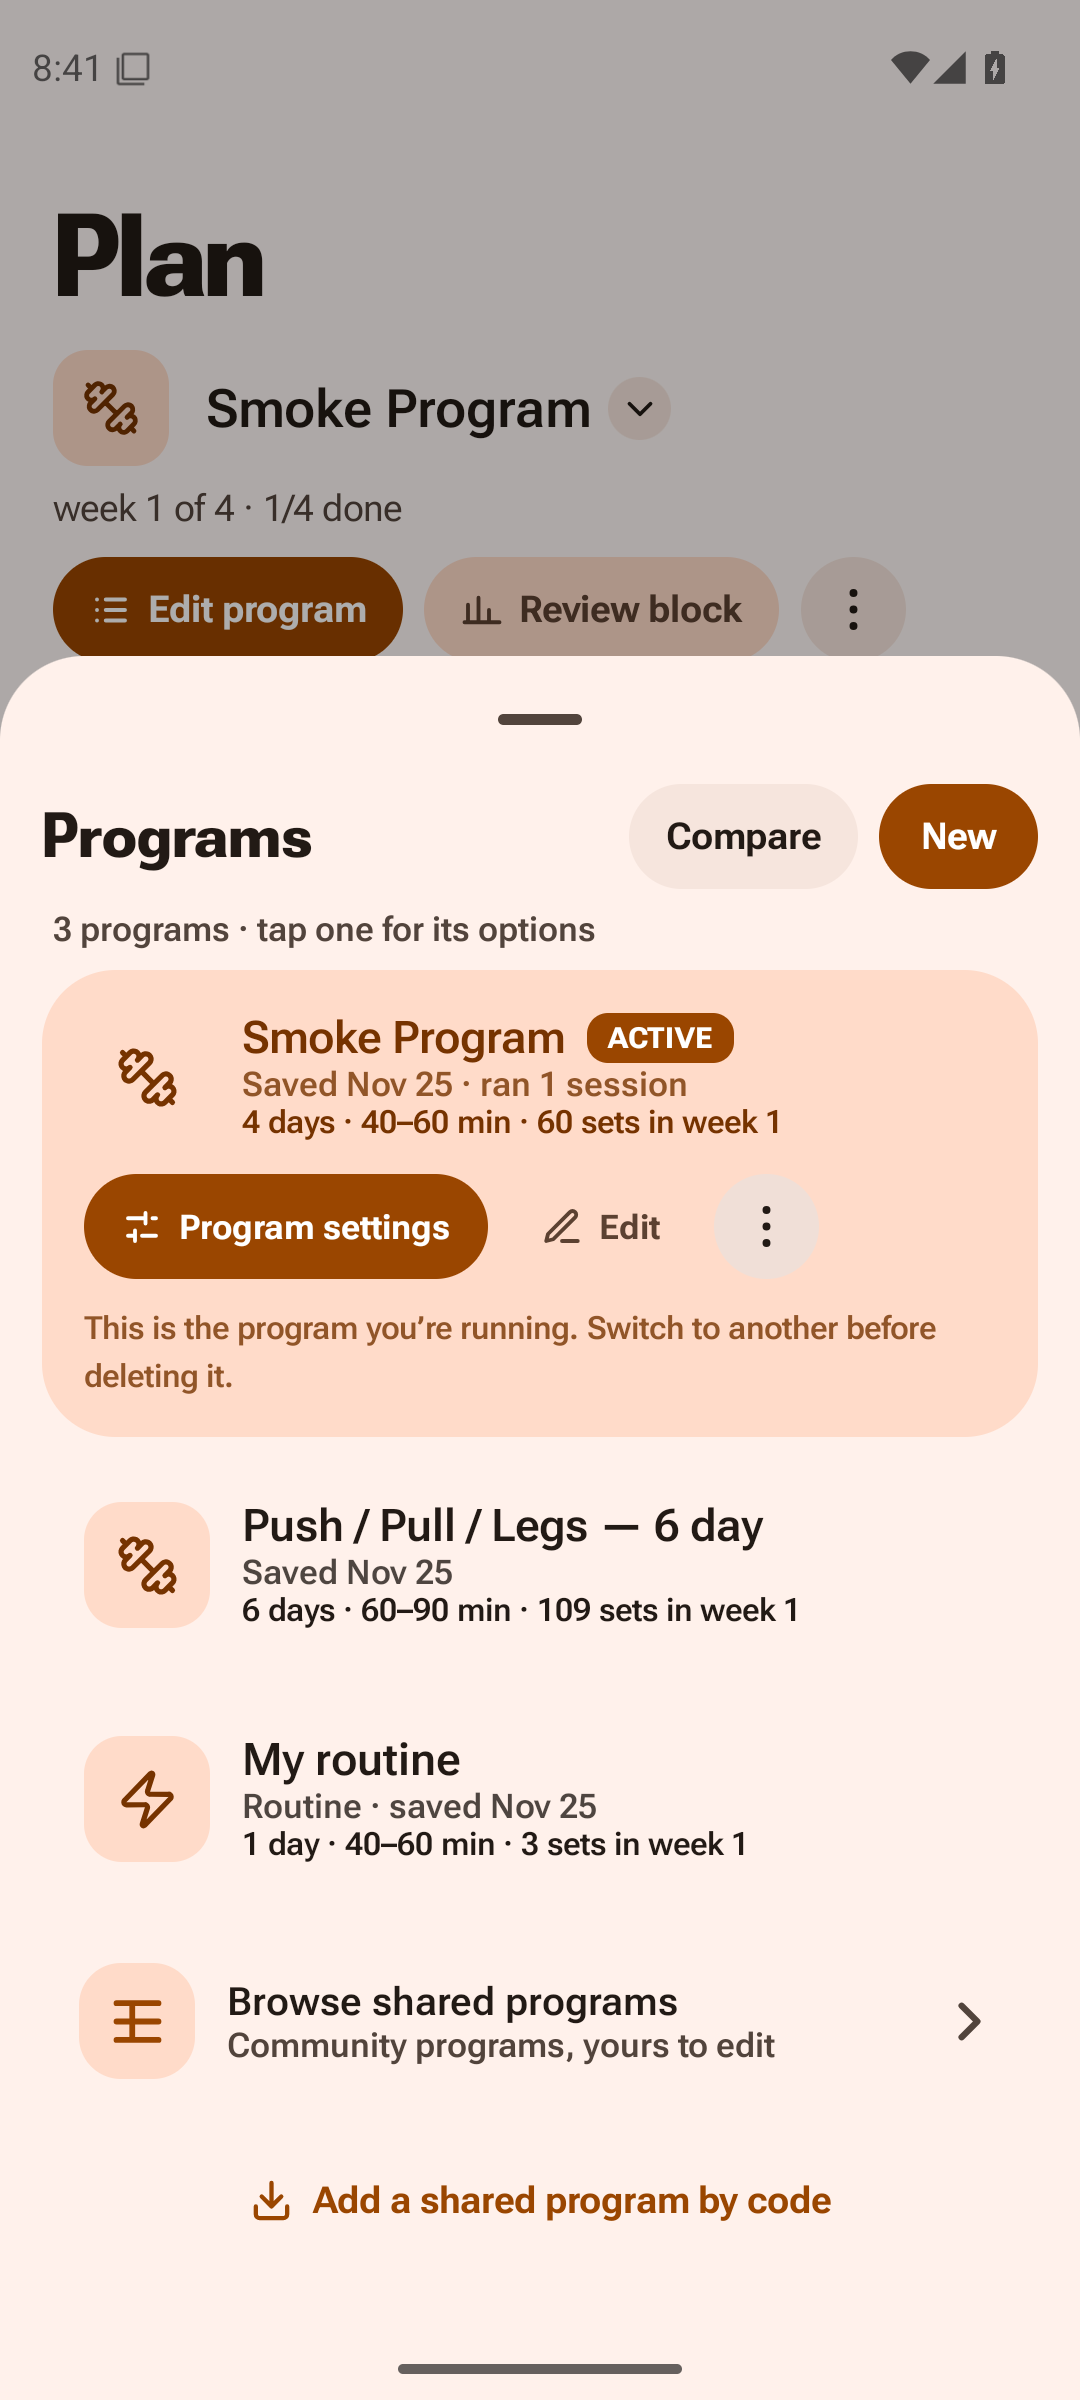 8:41
Plan
Smoke Program
week 1 of 4 · 1/4 done
Edit program
Review block
Programs
Compare
New
3 programs · tap one for its options
Smoke Program ACTIVE
Saved Nov 25 · ran 1 session
4 days · 40–60 min · 60 sets in week 1
Program settings
Edit
This is the program you’re running. Switch to another before
deleting it.
Push / Pull / Legs — 6 day
Saved Nov 25
6 days · 60–90 min · 109 sets in week 1
My routine
Routine · saved Nov 25
1 day · 40–60 min · 3 sets in week 1
Browse shared programs
Community programs, yours to edit
Add a shared program by code